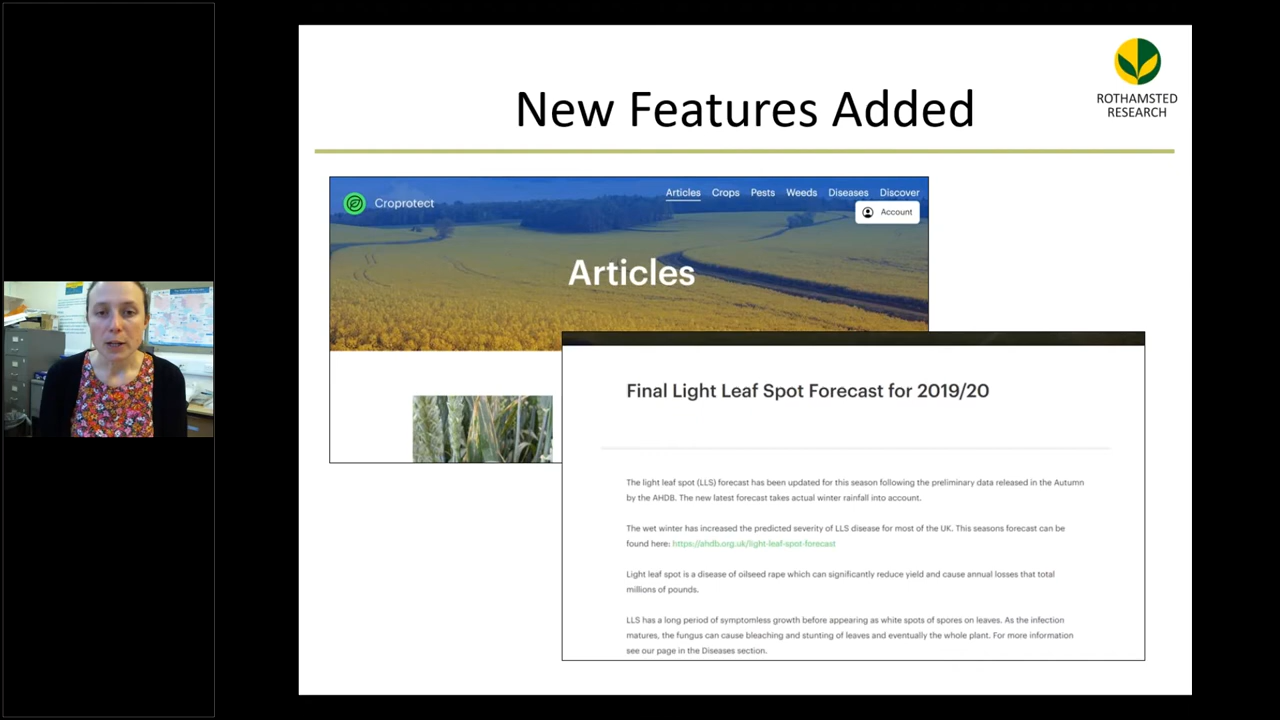 New Features Added
ROTHAMSTED
RESEARCH
Croprotect
Articles Crops Pests Weeds Diseases Discover
Account
Articles
Final Light Leaf Spot Forecast for 2019/20
The light leaf spot (LLS) forecast has been updated for this season following the preliminary data released in the Autumn
by the AHDB. The new latest forecast takes actual winter rainfall into account.
The wet winter has increased the predicted severity of LLS disease for most of the UK. This seasons forecast can be
found here: https://ahdb.org.uk/light-leaf-spot-forecast
Light leaf spot is a disease of oilseed rape which can significantly reduce yield and cause annual losses that total
millions of pounds.
LLS has a long period of symptomless growth before appearing as white spots of spores on leaves. As the infection
matures, the fungus can cause bleaching and stunting of leaves and eventually the whole plant. For more information
see our page in the Diseases section.